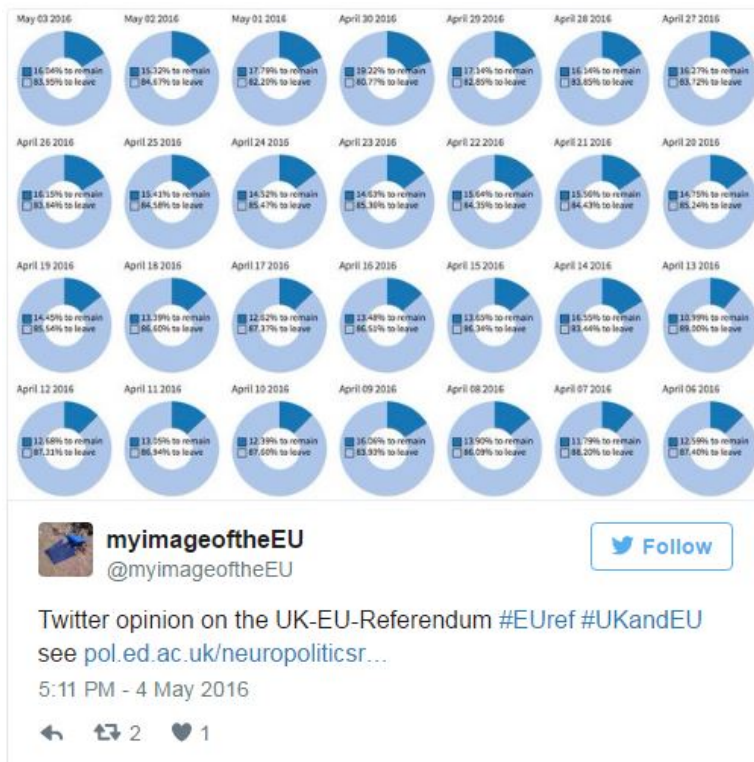 May 03 2016 May 02 2016 May 01 2016 April 30 2016 April 29 2016 April 28 2016 April 27 2016
16.04% to remain 15.32% to remain 17.79% to remain 19.22% to remain 17.14% to remain 16.14% to remain 16.27% to remain
83.95% to leave 84.67% to leave 82.20% to leave 80.77% to leave 82.85% to leave 83.85% to leave 83.72% to leave
April 26 2016 April 25 2016 April 24 2016 April 23 2016 April 22 2016 April 21 2016 April 20 2016
16.15% to remain 15.41% to remain 14.52% to remain 14.63% to remain 15.64% to remain 15.56% to remain 14.75% to remain
83.84% to leave 84.58% to leave 85.47% to leave 85.36% to leave 84.35% to leave 84.43% to leave 85.24% to leave
April 19 2016 April 18 2016 April 17 2016 April 16 2016 April 15 2016 April 14 2016 April 13 2016
14.45% to remain 13.39% to remain 12.62% to remain 13.48% to remain 13.65% to remain 16.55% to remain 10.99% to remain
85.54% to leave 86.60% to leave 87.37% to leave 86.51% to leave 86.34% to leave 83.44% to leave 89.00% to leave
April 12 2016 April 11 2016 April 10 2016 April 09 2016 April 08 2016 April 07 2016 April 06 2016
12.68% to remain 13.05% to remain 12.39% to remain 16.06% to remain 13.90% to remain 11.79% to remain 12.59% to remain
87.31% to leave 86.94% to leave 87.60% to leave 83.93% to leave 86.09% to leave 88.20% to leave 87.40% to leave
myimageoftheEU
@myimageoftheEU
Follow
Twitter opinion on the UK-EU-Referendum #EUref #UKandEU
see pol.ed.ac.uk/neuropoliticsr…
5:11 PM - 4 May 2016
2 1